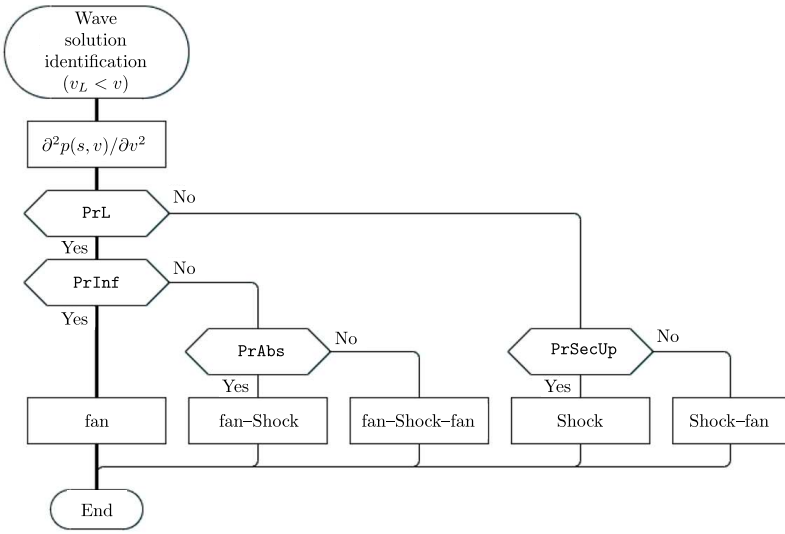 Wave
solution
identification
(v_L < v)
∂²p(s, v)/∂v²
No
PrL
Yes
No
PrInf
Yes
No
No
PrAbs
PrSecUp
Yes
Yes
fan
fan–Shock
fan–Shock–fan
Shock
Shock–fan
End